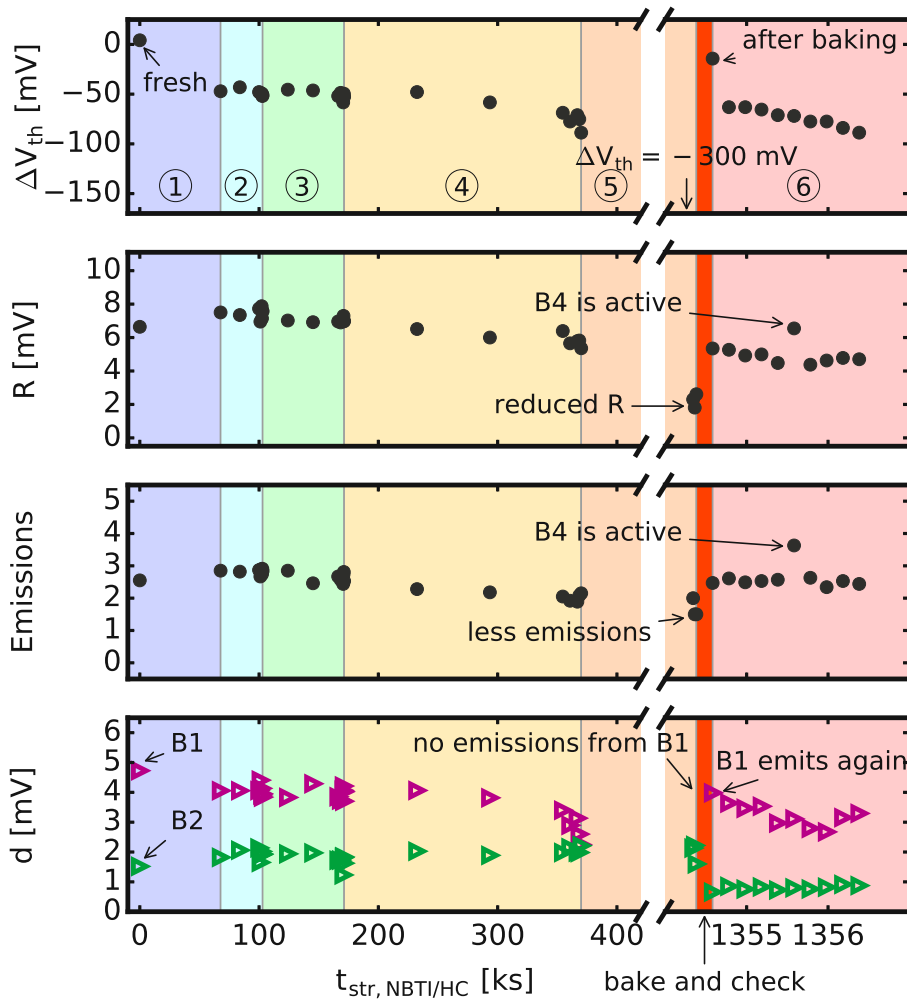 0
−50
−100
−150
ΔVth [mV]
fresh
after baking
ΔVth = − 300 mV
1
2
3
4
5
6
10
8
6
4
2
0
R [mV]
B4 is active
reduced R
5
4
3
2
1
0
Emissions
B4 is active
less emissions
6
5
4
3
2
1
0
d [mV]
B1
B2
no emissions from B1
B1 emits again
0 100 200 300 400 1355 1356
tstr, NBTI/HC [ks]
bake and check